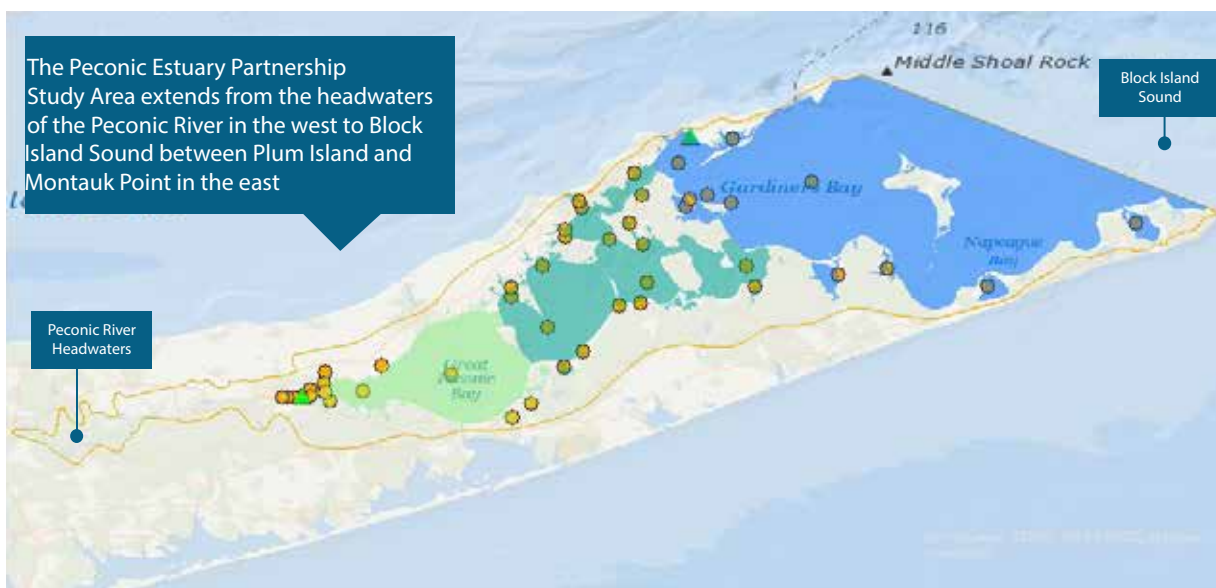 116
Middle Shoal Rock
The Peconic Estuary Partnership
Study Area extends from the headwaters
of the Peconic River in the west to Block
Island Sound between Plum Island and
Montauk Point in the east
Block Island
Sound
Gardiners Bay
Napeague
Bay
Peconic River
Headwaters
Great
Peconic
Bay